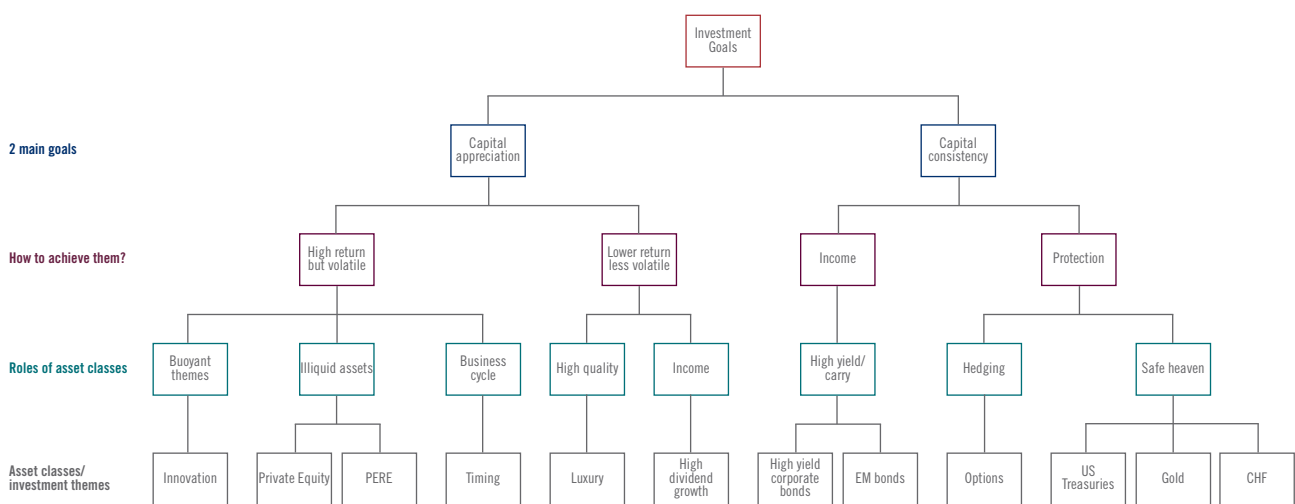 Investment
Goals
2 main goals
Capital
appreciation
Capital
consistency
How to achieve them?
High return
but volatile
Lower return
less volatile
Income
Protection
Roles of asset classes
Buoyant
themes
Illiquid assets
Business
cycle
High quality
Income
High yield/
carry
Hedging
Safe heaven
Asset classes/
investment themes
Innovation
Private Equity
PERE
Timing
Luxury
High
dividend
growth
High yield
corporate
bonds
EM bonds
Options
US
Treasuries
Gold
CHF